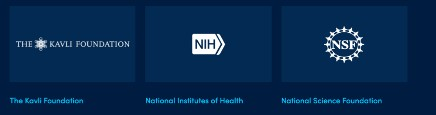 THE KAVLI FOUNDATION
NIH
NSF
The Kavli Foundation
National Institutes of Health
National Science Foundation